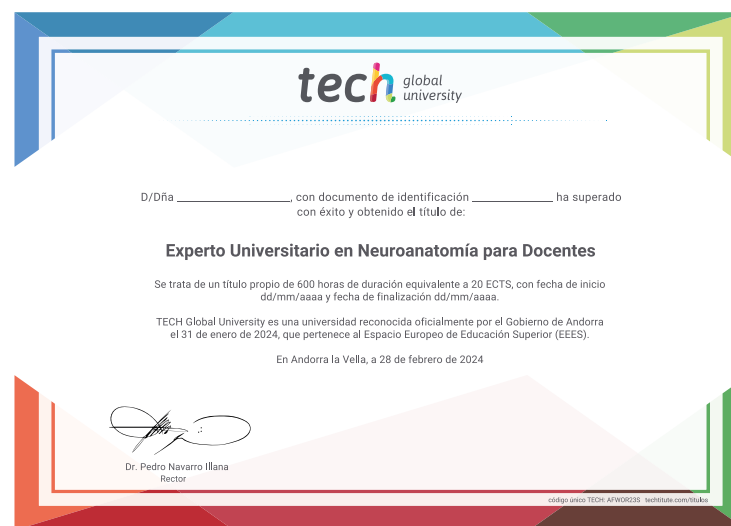 tech global university
D/Dña ____________________, con documento de identificación ______________ ha superado
con éxito y obtenido el título de:
Experto Universitario en Neuroanatomía para Docentes
Se trata de un título propio de 600 horas de duración equivalente a 20 ECTS, con fecha de inicio
dd/mm/aaaa y fecha de finalización dd/mm/aaaa.
TECH Global University es una universidad reconocida oficialmente por el Gobierno de Andorra
el 31 de enero de 2024, que pertenece al Espacio Europeo de Educación Superior (EEES).
En Andorra la Vella, a 28 de febrero de 2024
Dr. Pedro Navarro Illana
Rector
código único TECH: AFWOR23S techtitute.com/titulos